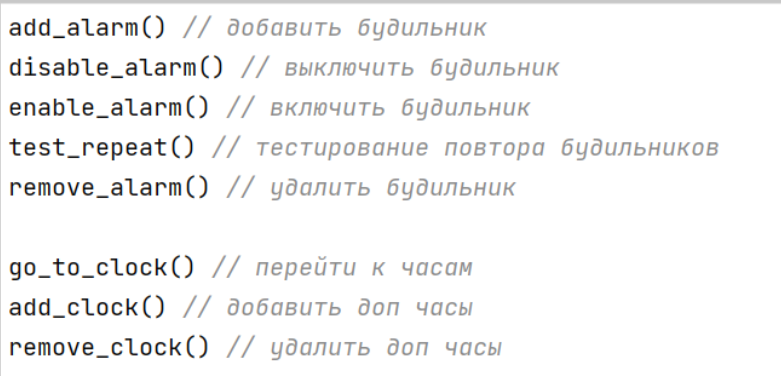 add_alarm() // добавить будильник
disable_alarm() // выключить будильник
enable_alarm() // включить будильник
test_repeat() // тестирование повтора будильников
remove_alarm() // удалить будильник
go_to_clock() // перейти к часам
add_clock() // добавить доп часы
remove_clock() // удалить доп часы